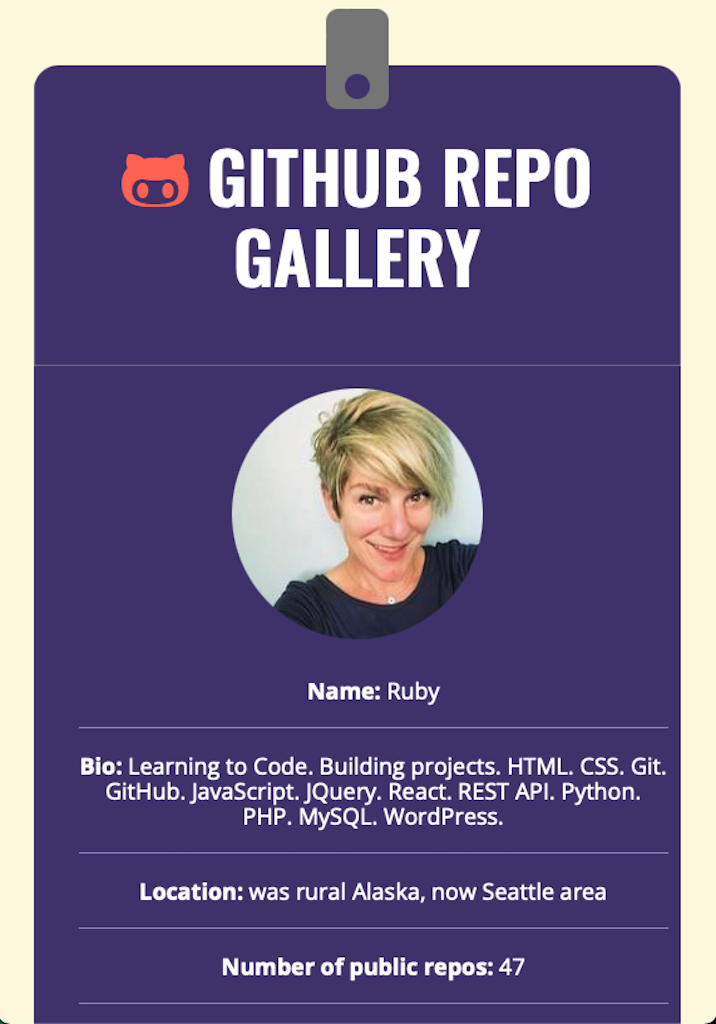 GITHUB REPO
GALLERY
Name: Ruby
Bio: Learning to Code. Building projects. HTML. CSS. Git.
GitHub. JavaScript. JQuery. React. REST API. Python.
PHP. MySQL. WordPress.
Location: was rural Alaska, now Seattle area
Number of public repos: 47